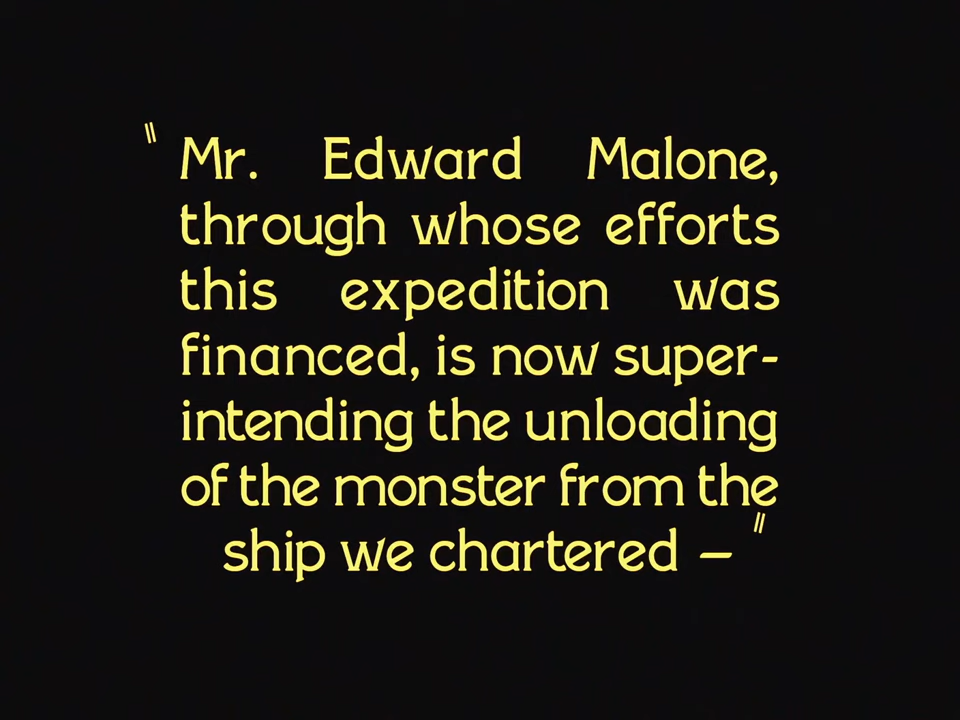 "Mr. Edward Malone,
through whose efforts
this expedition was
financed, is now super-
intending the unloading
of the monster from the
ship we chartered — "